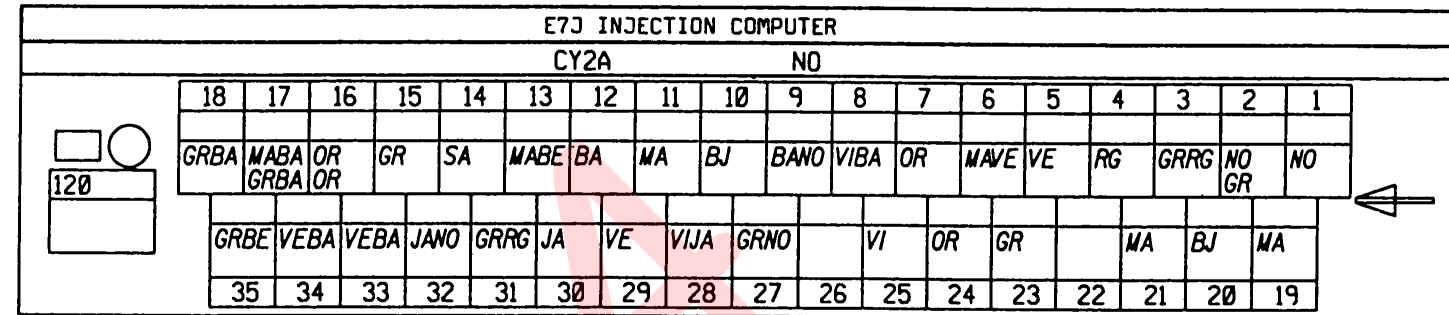 E7J INJECTION COMPUTER
CY2A NO
18 17 16 15 14 13 12 11 10 9 8 7 6 5 4 3 2 1
GRBA MABA OR GR SA MABE BA MA BJ BANO VIBA OR MAVE VE RG GRRG NO NO
GRBA OR GR
120
GRBE VEBA VEBA JANO GRRG JA VE VIJA GRNO VI OR GR MA BJ MA
35 34 33 32 31 30 29 28 27 26 25 24 23 22 21 20 19